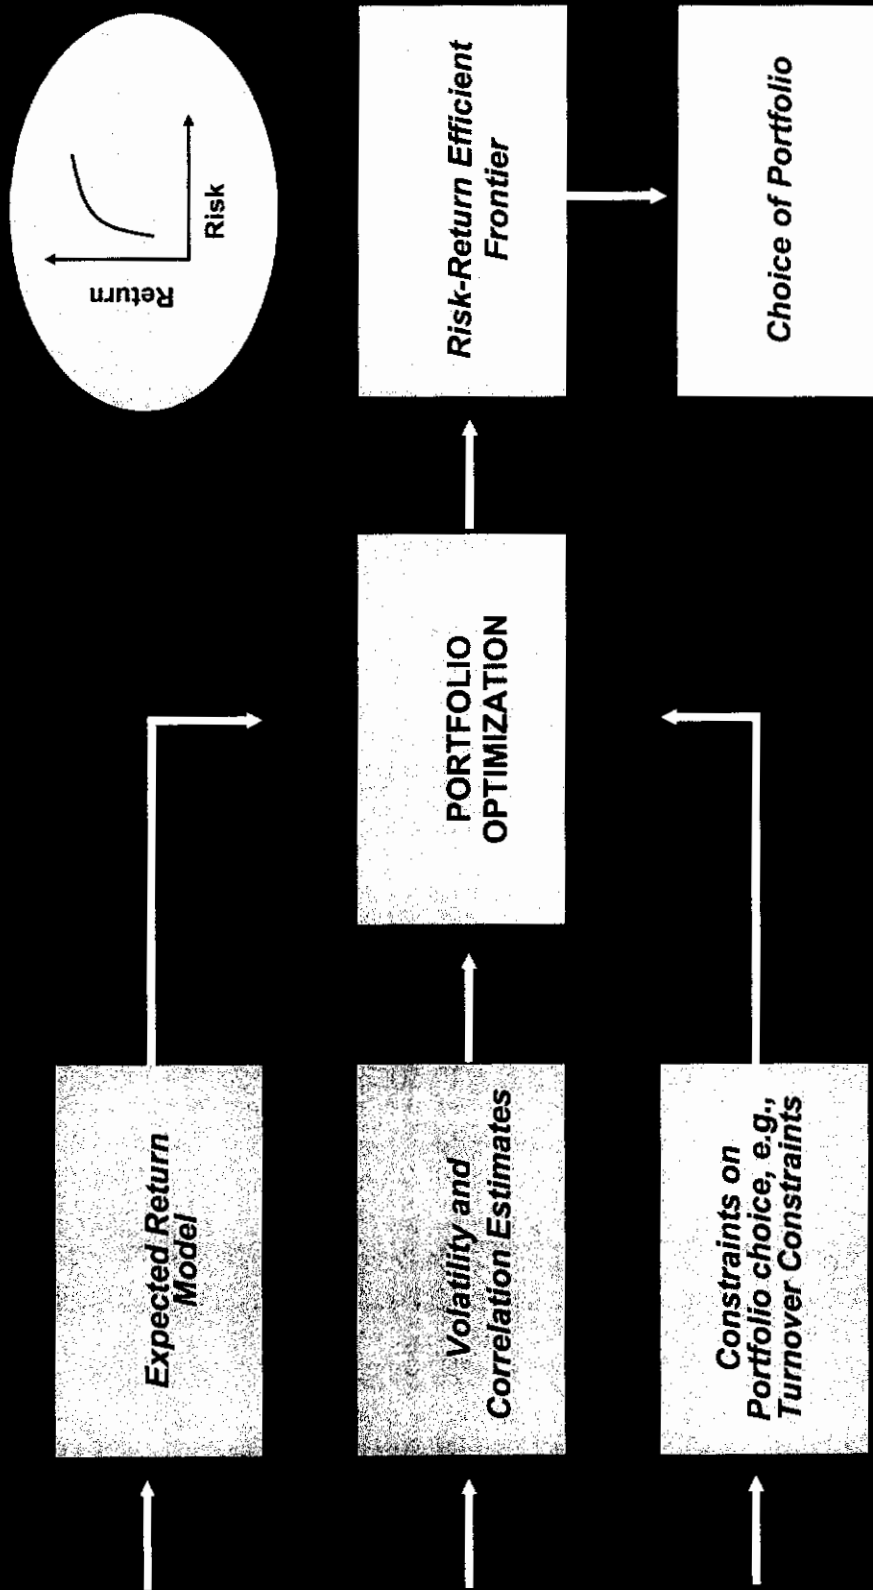 Expected Return
Model
Volatility and
Correlation Estimates
Constraints on
Portfolio choice, e.g.,
Turnover Constraints
PORTFOLIO
OPTIMIZATION
Return
Risk
Risk-Return Efficient
Frontier
Choice of Portfolio